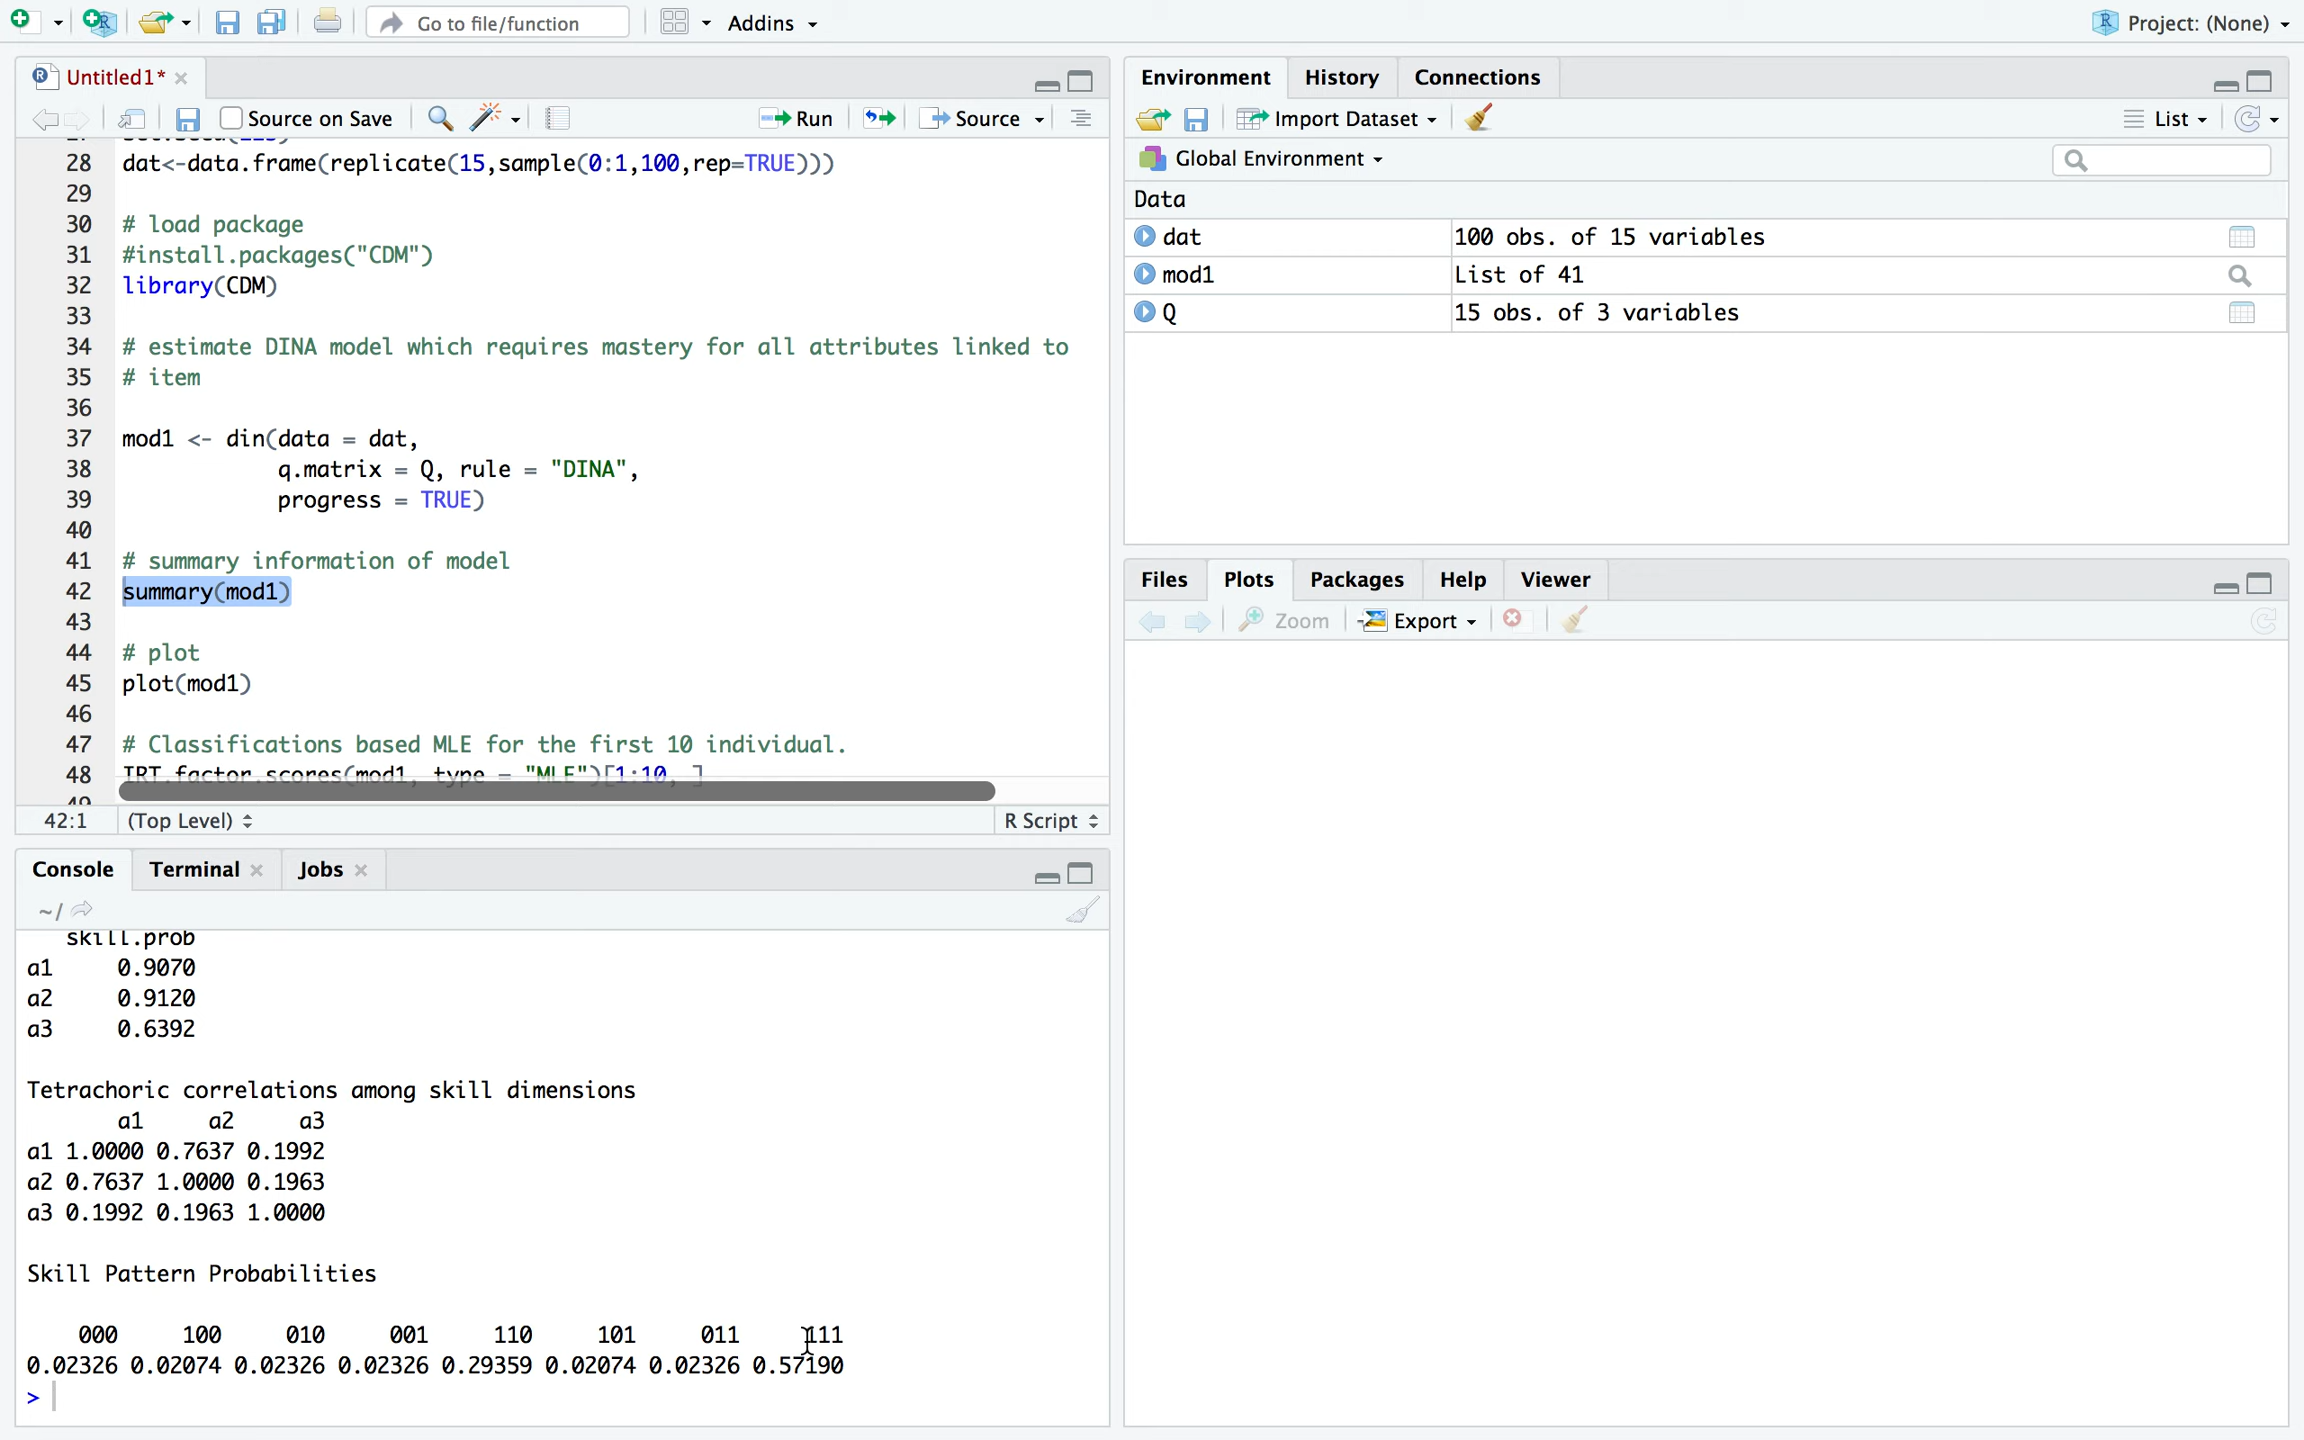 Go to file/function
Addins
Project: (None)
Untitled1*
Source on Save
Run
Source
28 dat<-data.frame(replicate(15,sample(0:1,100,rep=TRUE)))
29
30 # load package
31 #install.packages("CDM")
32 library(CDM)
33
34 # estimate DINA model which requires mastery for all attributes linked to
35 # item
36
37 mod1 <- din(data = dat,
38 q.matrix = Q, rule = "DINA",
39 progress = TRUE)
40
41 # summary information of model
42 summary(mod1)
43
44 # plot
45 plot(mod1)
46
47 # Classifications based MLE for the first 10 individual.
48 IRT.factor.scores(mod1, type = "MLE")[1:10, ]
49
42:1 (Top Level) R Script
Console Terminal Jobs
~/
skill.prob
a1 0.9070
a2 0.9120
a3 0.6392
Tetrachoric correlations among skill dimensions
a1 a2 a3
a1 1.0000 0.7637 0.1992
a2 0.7637 1.0000 0.1963
a3 0.1992 0.1963 1.0000
Skill Pattern Probabilities
000 100 010 001 110 101 011 111
0.02326 0.02074 0.02326 0.02326 0.29359 0.02074 0.02326 0.57190
>
Environment History Connections
Import Dataset
List
Global Environment
Data
dat 100 obs. of 15 variables
mod1 List of 41
Q 15 obs. of 3 variables
Files Plots Packages Help Viewer
Zoom Export